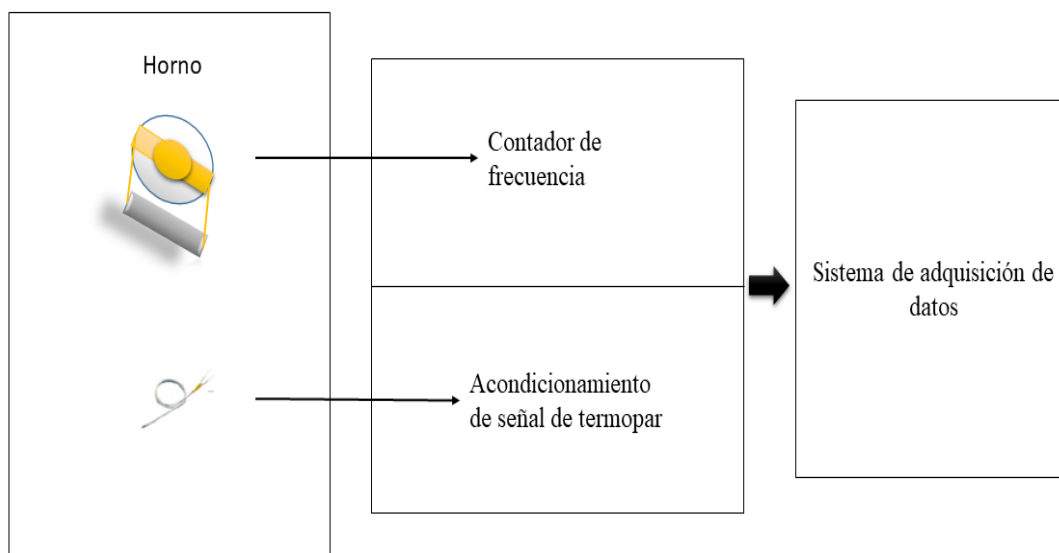 Horno
Contador de
frecuencia
Sistema de adquisición de
datos
Acondicionamiento
de señal de termopar